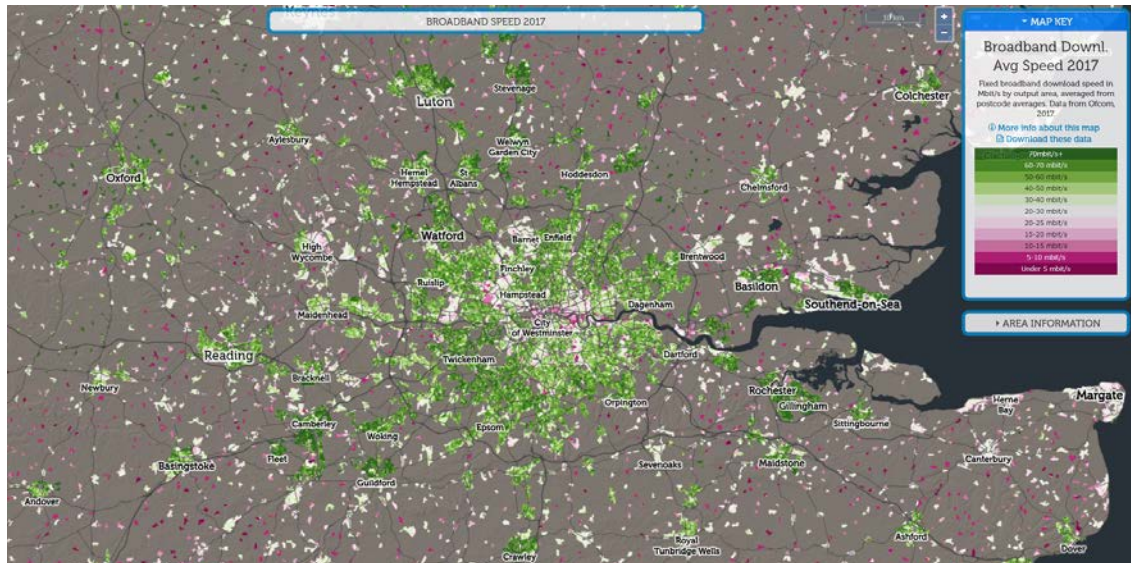 Keynes
BROADBAND SPEED 2017
10 km
+
−
MAP KEY
Broadband Downl.
Avg Speed 2017
Fixed broadband download speed in
Mbit/s by output area, averaged from
postcode averages. Data from Ofcom,
2017
More info about this map
Download these data
70mbit/s+
60-70 mbit/s
50-60 mbit/s
40-50 mbit/s
30-40 mbit/s
20-30 mbit/s
20-25 mbit/s
15-20 mbit/s
10-15 mbit/s
5-10 mbit/s
Under 5 mbit/s
AREA INFORMATION
Luton
Stevenage
Colchester
Aylesbury
Welwyn
Garden City
Oxford
Hemel
Hempstead
St
Albans
Hoddesdon
Chelmsford
Watford
Barnet
Enfield
High
Wycombe
Brentwood
Finchley
Ruislip
Hampstead
Basildon
Dagenham
Southend-on-Sea
Maidenhead
City
of Westminster
Reading
Twickenham
Dartford
Newbury
Bracknell
Rochester
Gillingham
Herne
Bay
Margate
Orpington
Sittingbourne
Camberley
Woking
Epsom
Fleet
Basingstoke
Guildford
Sevenoaks
Maidstone
Canterbury
Andover
Crawley
Royal
Tunbridge Wells
Ashford
Dover